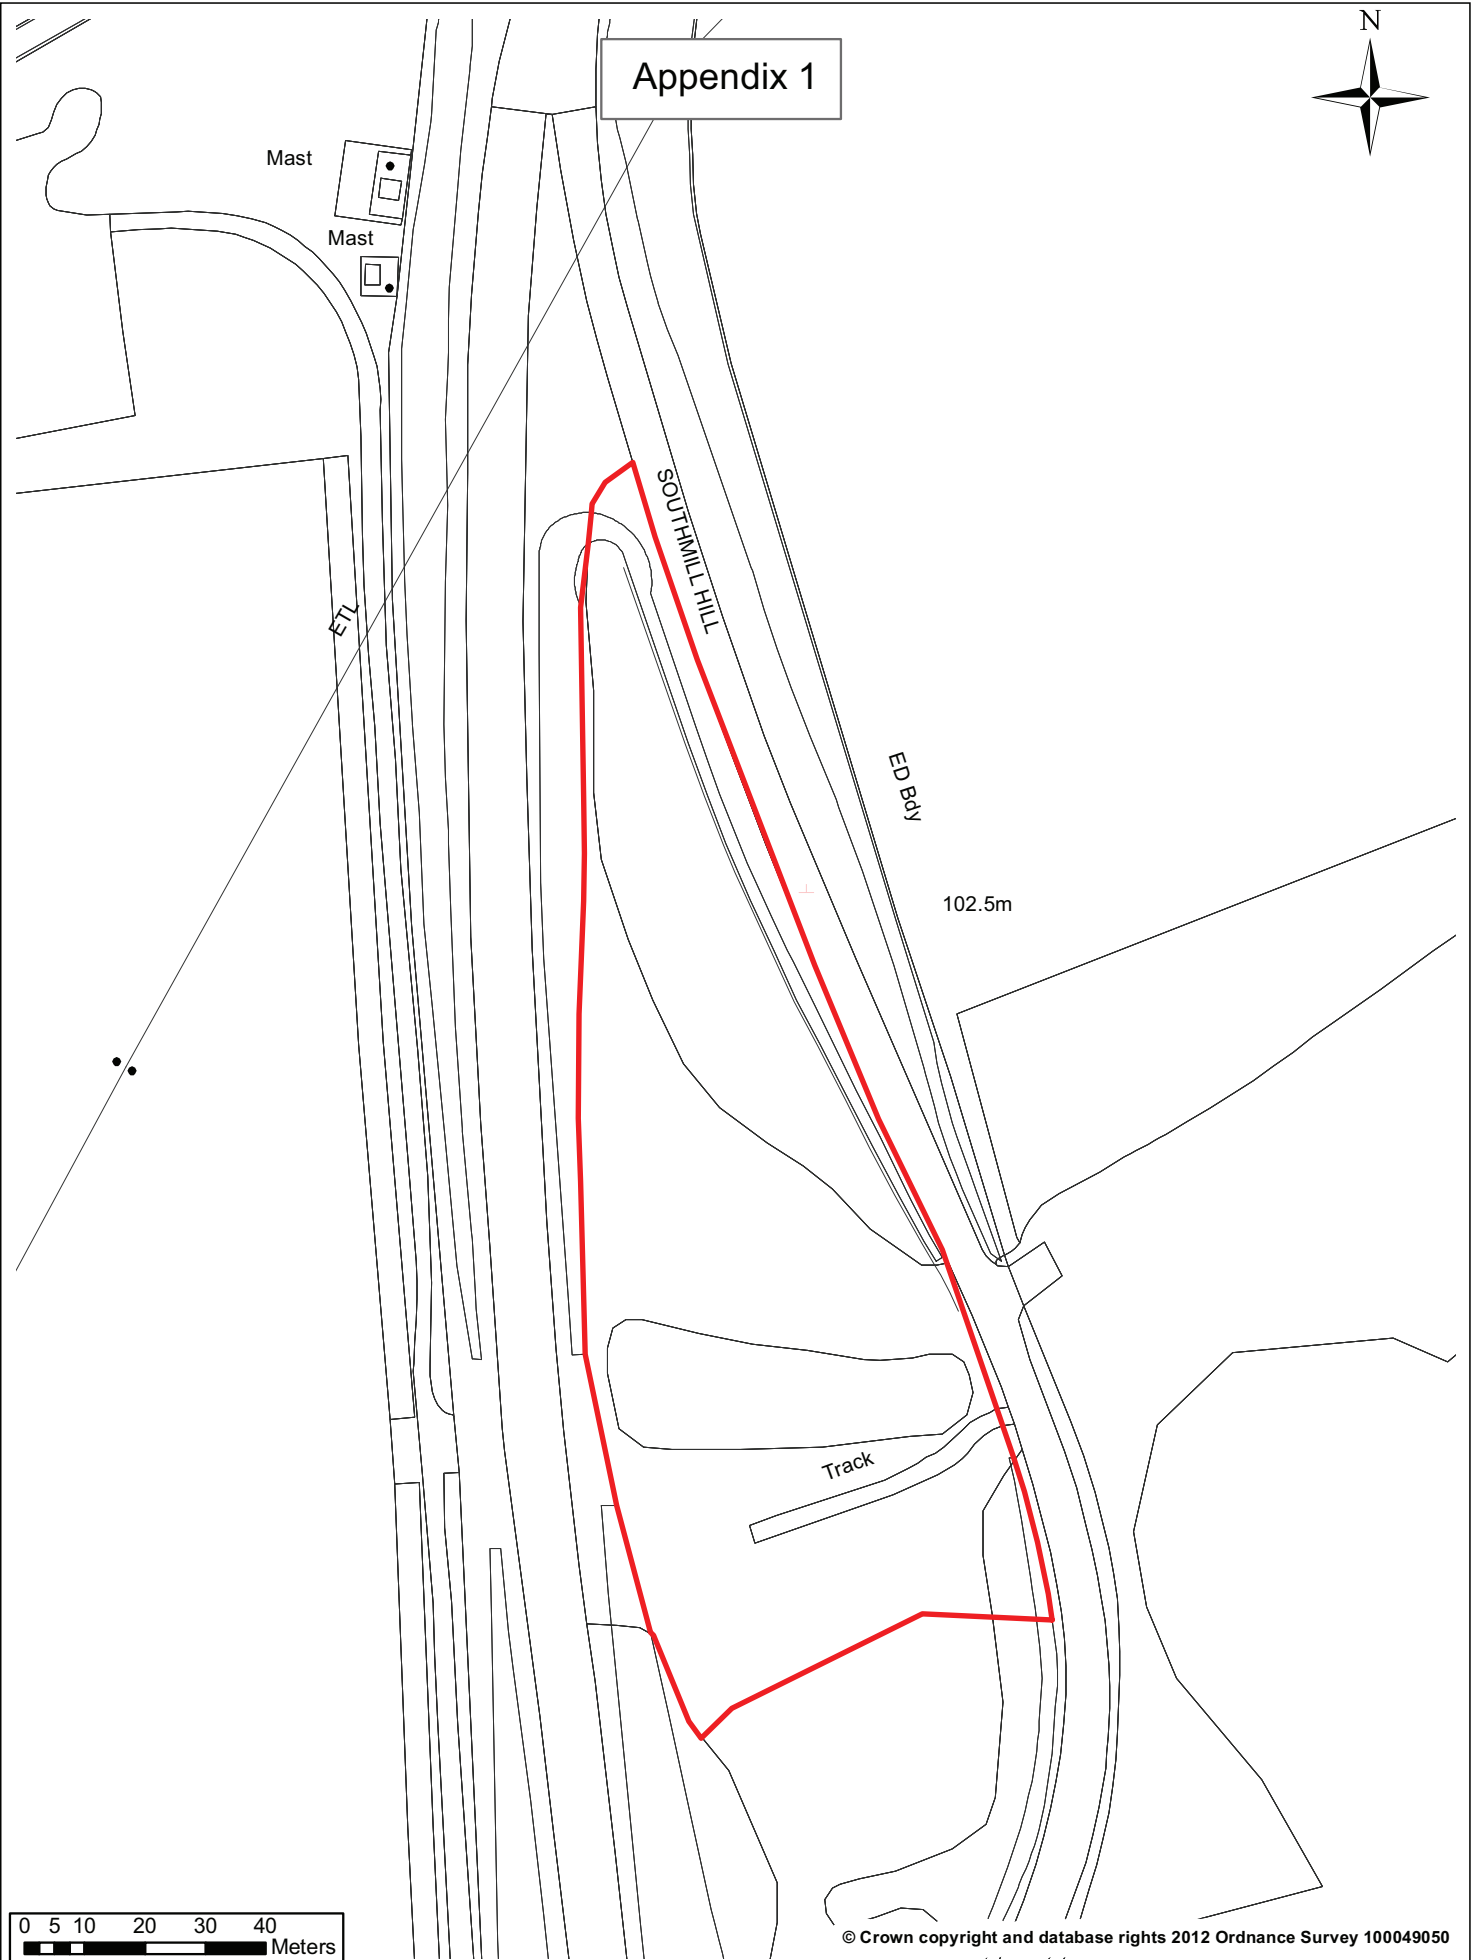 N
Appendix 1
Mast
Mast
SOUTHMILL HILL
ETL
ED Bdy
102.5m
Track
0 5 10 20 30 40
Meters
© Crown copyright and database rights 2012 Ordnance Survey 100049050